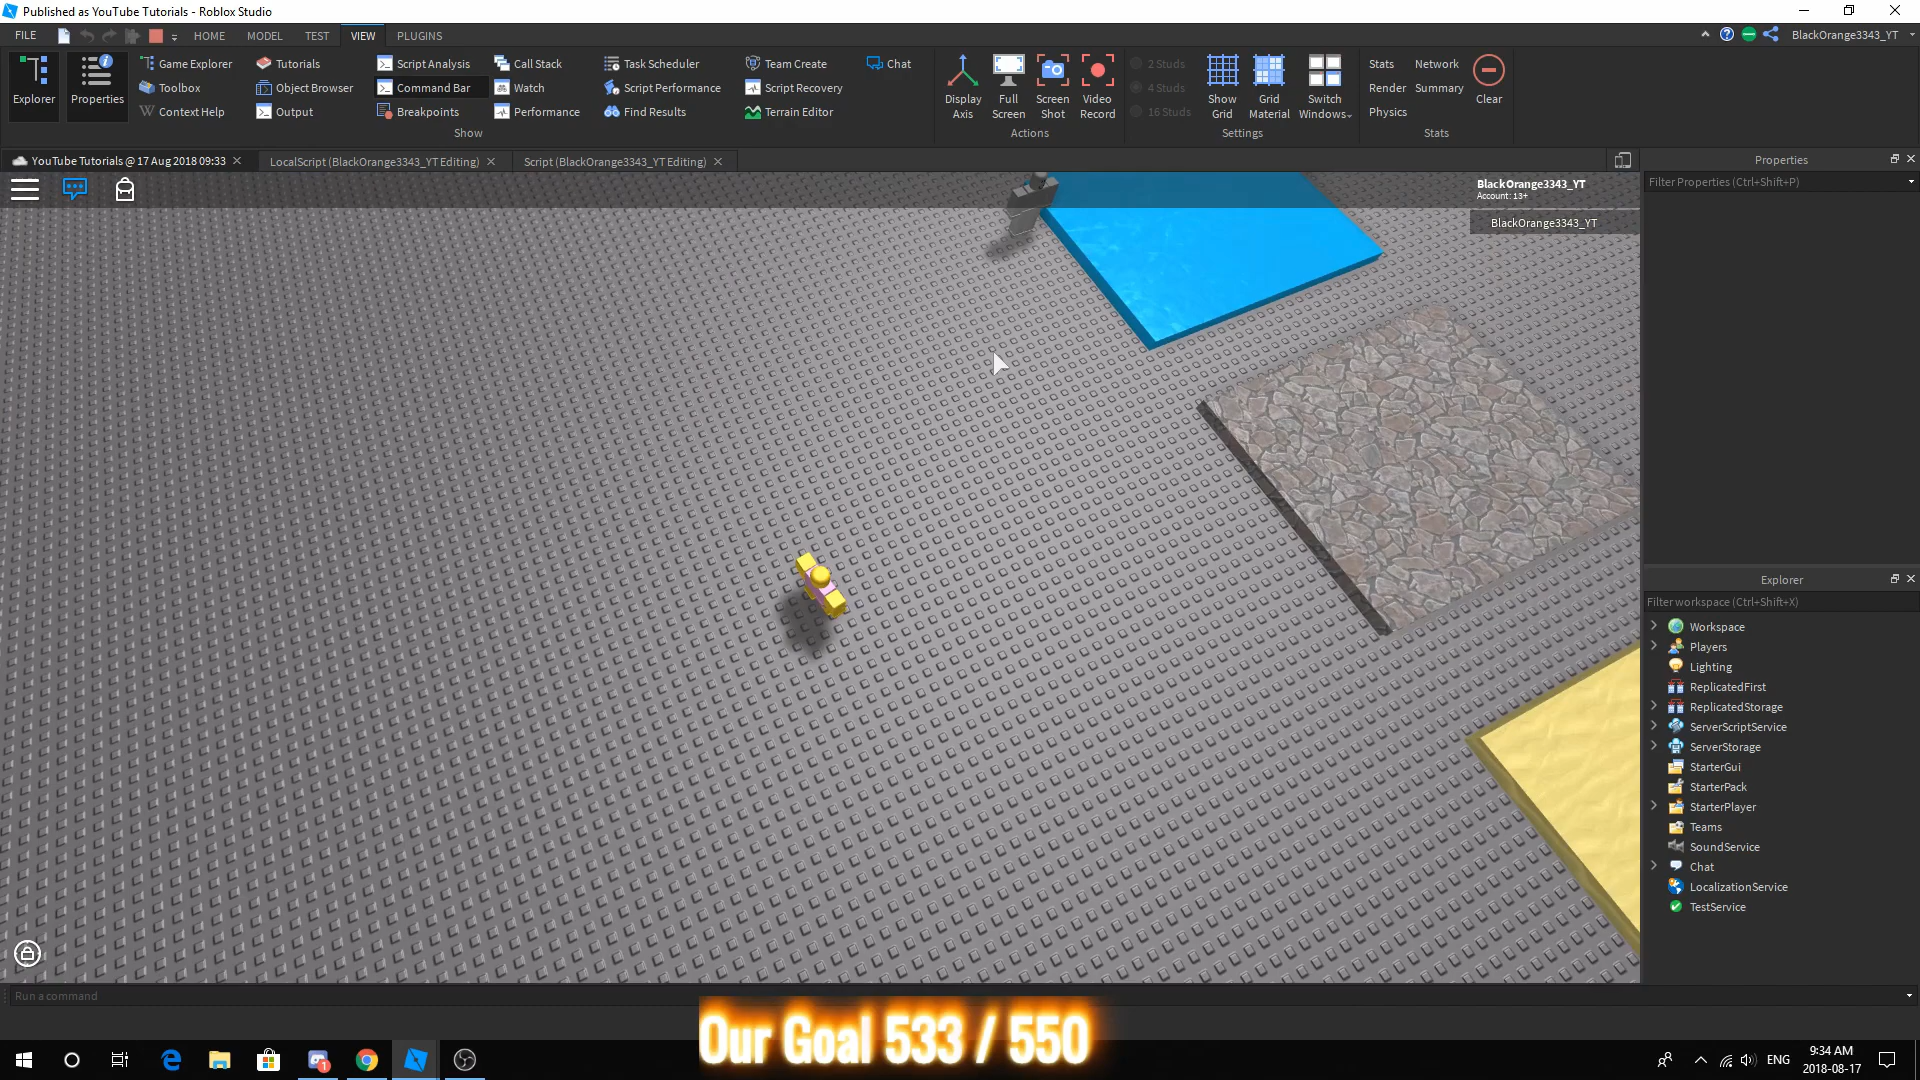 Published as YouTube Tutorials - Roblox Studio
FILE HOME MODEL TEST VIEW PLUGINS BlackOrange3343_YT
Explorer
Properties
Game Explorer
Toolbox
Context Help
Tutorials
Object Browser
Output
Script Analysis
Command Bar
Breakpoints
Call Stack
Watch
Performance
Task Scheduler
Script Performance
Find Results
Team Create
Script Recovery
Terrain Editor
Chat
Show
Display Axis
Full Screen
Screen Shot
Video Record
Actions
2 Studs
4 Studs
16 Studs
Show Grid
Grid Material
Switch Windows
Settings
Stats
Render
Physics
Network
Summary
Clear
Stats
YouTube Tutorials @ 17 Aug 2018 09:33
LocalScript (BlackOrange3343_YT Editing)
Script (BlackOrange3343_YT Editing)
BlackOrange3343_YT
Account: 13+
BlackOrange3343_YT
Properties
Filter Properties (Ctrl+Shift+P)
Explorer
Filter workspace (Ctrl+Shift+X)
Workspace
Players
Lighting
ReplicatedFirst
ReplicatedStorage
ServerScriptService
ServerStorage
StarterGui
StarterPack
StarterPlayer
Teams
SoundService
Chat
LocalizationService
TestService
Run a command
Our Goal 533 / 550
ENG
9:34 AM
2018-08-17